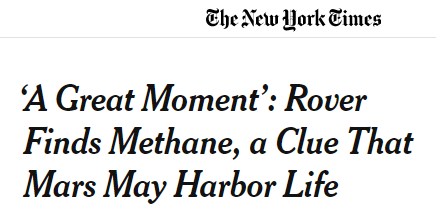 The New York Times
‘A Great Moment’: Rover
Finds Methane, a Clue That
Mars May Harbor Life